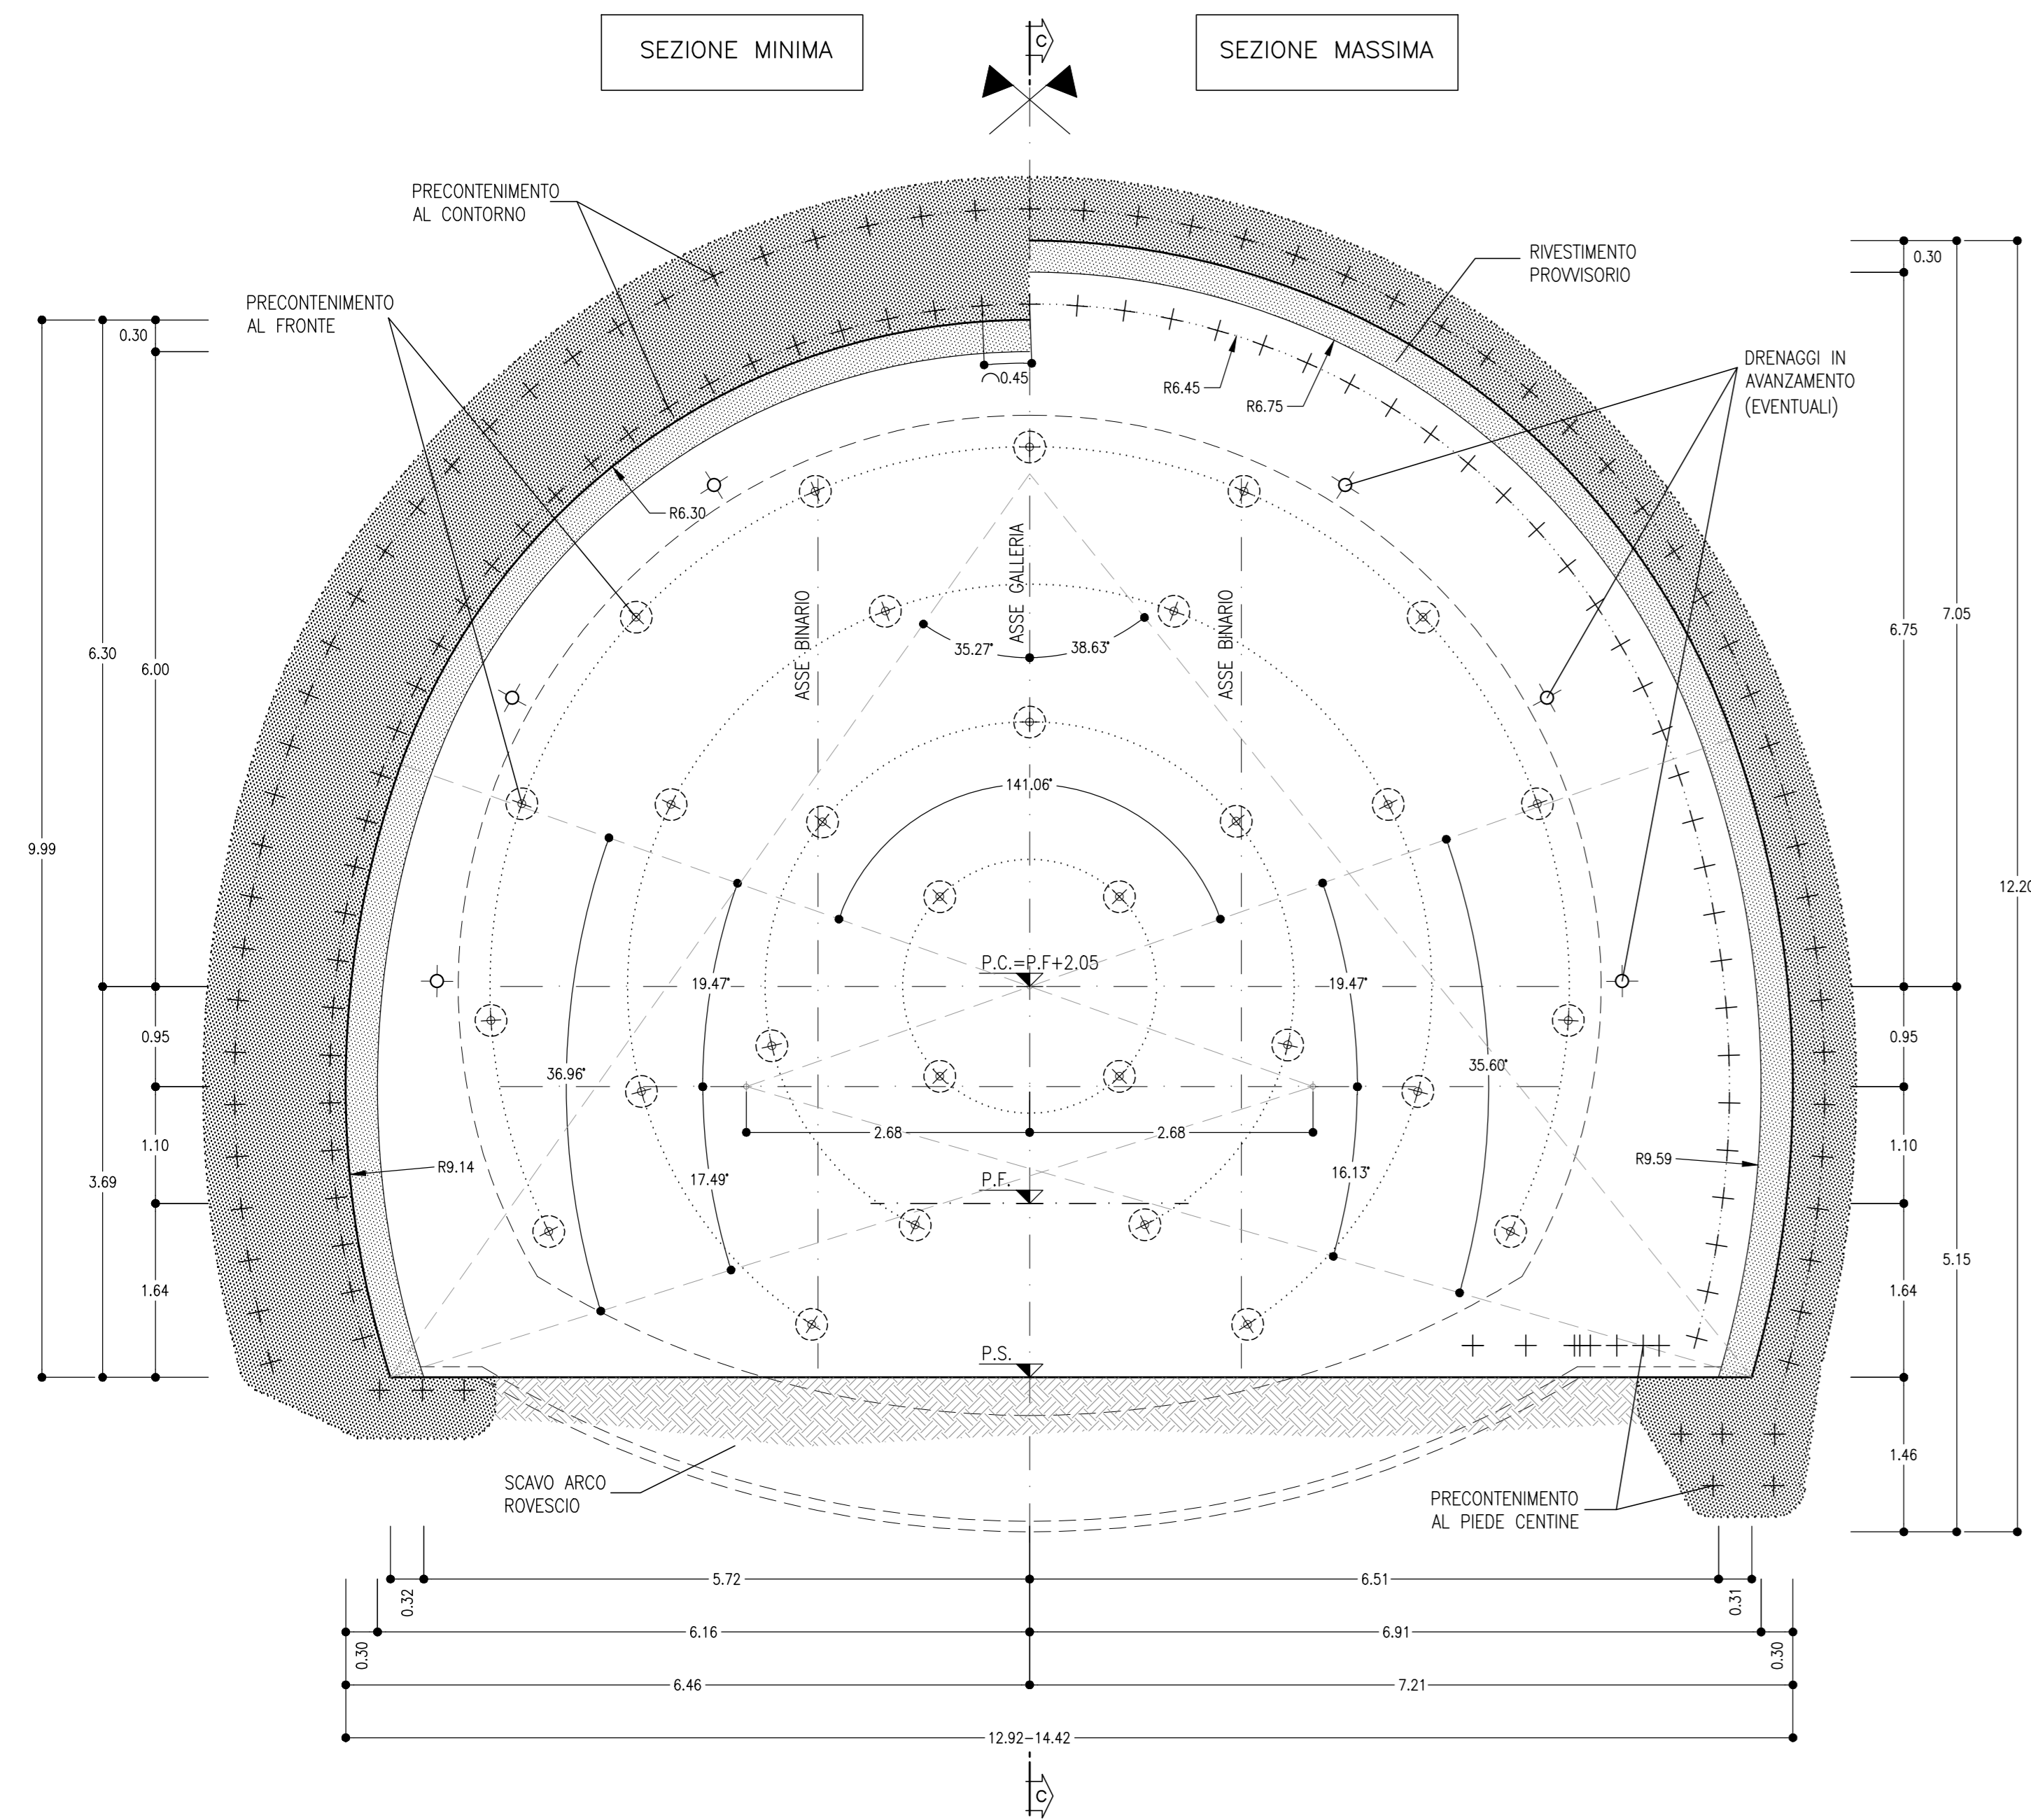 SEZIONE MINIMA
C
SEZIONE MASSIMA
PRECONTENIMENTO
AL CONTORNO
PRECONTENIMENTO
AL FRONTE
RIVESTIMENTO
PROVVISORIO
DRENAGGI IN
AVANZAMENTO
(EVENTUALI)
0.30
0.30
0.45
R6.45
R6.75
R6.30
ASSE BINARIO
ASSE GALLERIA
ASSE BINARIO
35.27°
38.63°
6.30
6.00
6.75
7.05
9.99
141.06°
12.20
P.C.=P.F+2.05
19.47°
19.47°
0.95
0.95
36.96°
35.60°
2.68
2.68
1.10
1.10
R9.14
R9.59
3.69
17.49°
16.13°
P.F.
1.64
1.64
5.15
P.S.
1.46
SCAVO ARCO
ROVESCIO
PRECONTENIMENTO
AL PIEDE CENTINE
0.32
5.72
6.51
0.31
0.30
6.16
6.91
0.30
6.46
7.21
12.92-14.42
C